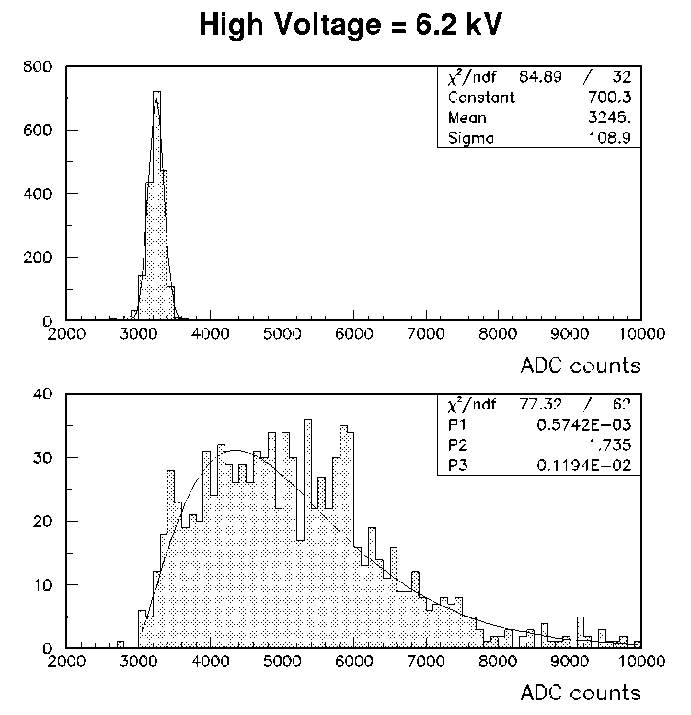 High Voltage = 6.2 kV
800
χ²/ndf 84.89 / 32
Constant 700.3
Mean 3245.
Sigma 108.9
600
400
200
0
2000 3000 4000 5000 6000 7000 8000 9000 10000
ADC counts
40
χ²/ndf 77.32 /
P1 0.5742E-03
P2 1.735
P3 0.1194E-02
30
20
10
0
2000 3000 4000 5000 6000 7000 8000 9000 10000
ADC counts